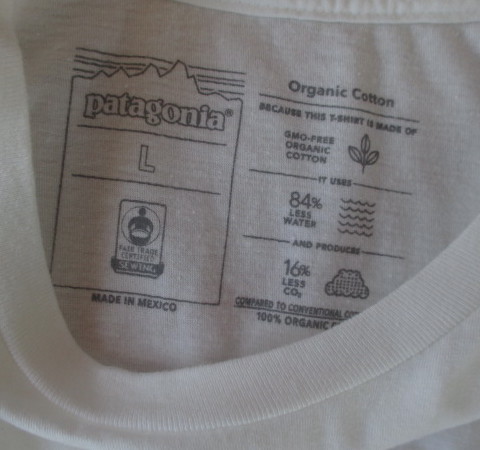 patagonia®
L
FAIR TRADE
CERTIFIED
SEWING
MADE IN MEXICO
Organic Cotton
BECAUSE THIS T-SHIRT IS MADE OF
GMO-FREE
ORGANIC
COTTON
IT USES
84%
LESS
WATER
AND PRODUCES
16%
LESS
CO₂
COMPARED TO CONVENTIONAL
100% ORGANIC